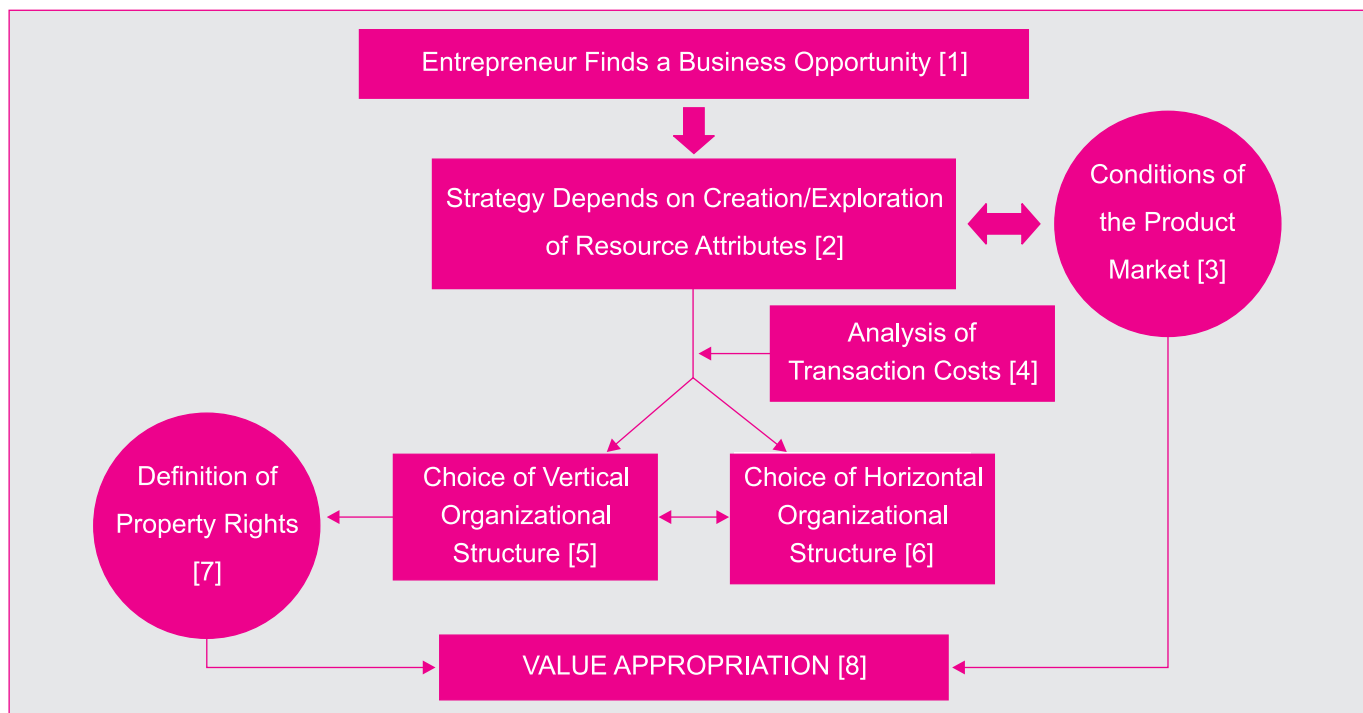 Entrepreneur Finds a Business Opportunity [1]
Strategy Depends on Creation/Exploration
of Resource Attributes [2]
Conditions of
the Product
Market [3]
Analysis of
Transaction Costs [4]
Definition of
Property Rights
[7]
Choice of Vertical
Organizational
Structure [5]
Choice of Horizontal
Organizational
Structure [6]
VALUE APPROPRIATION [8]